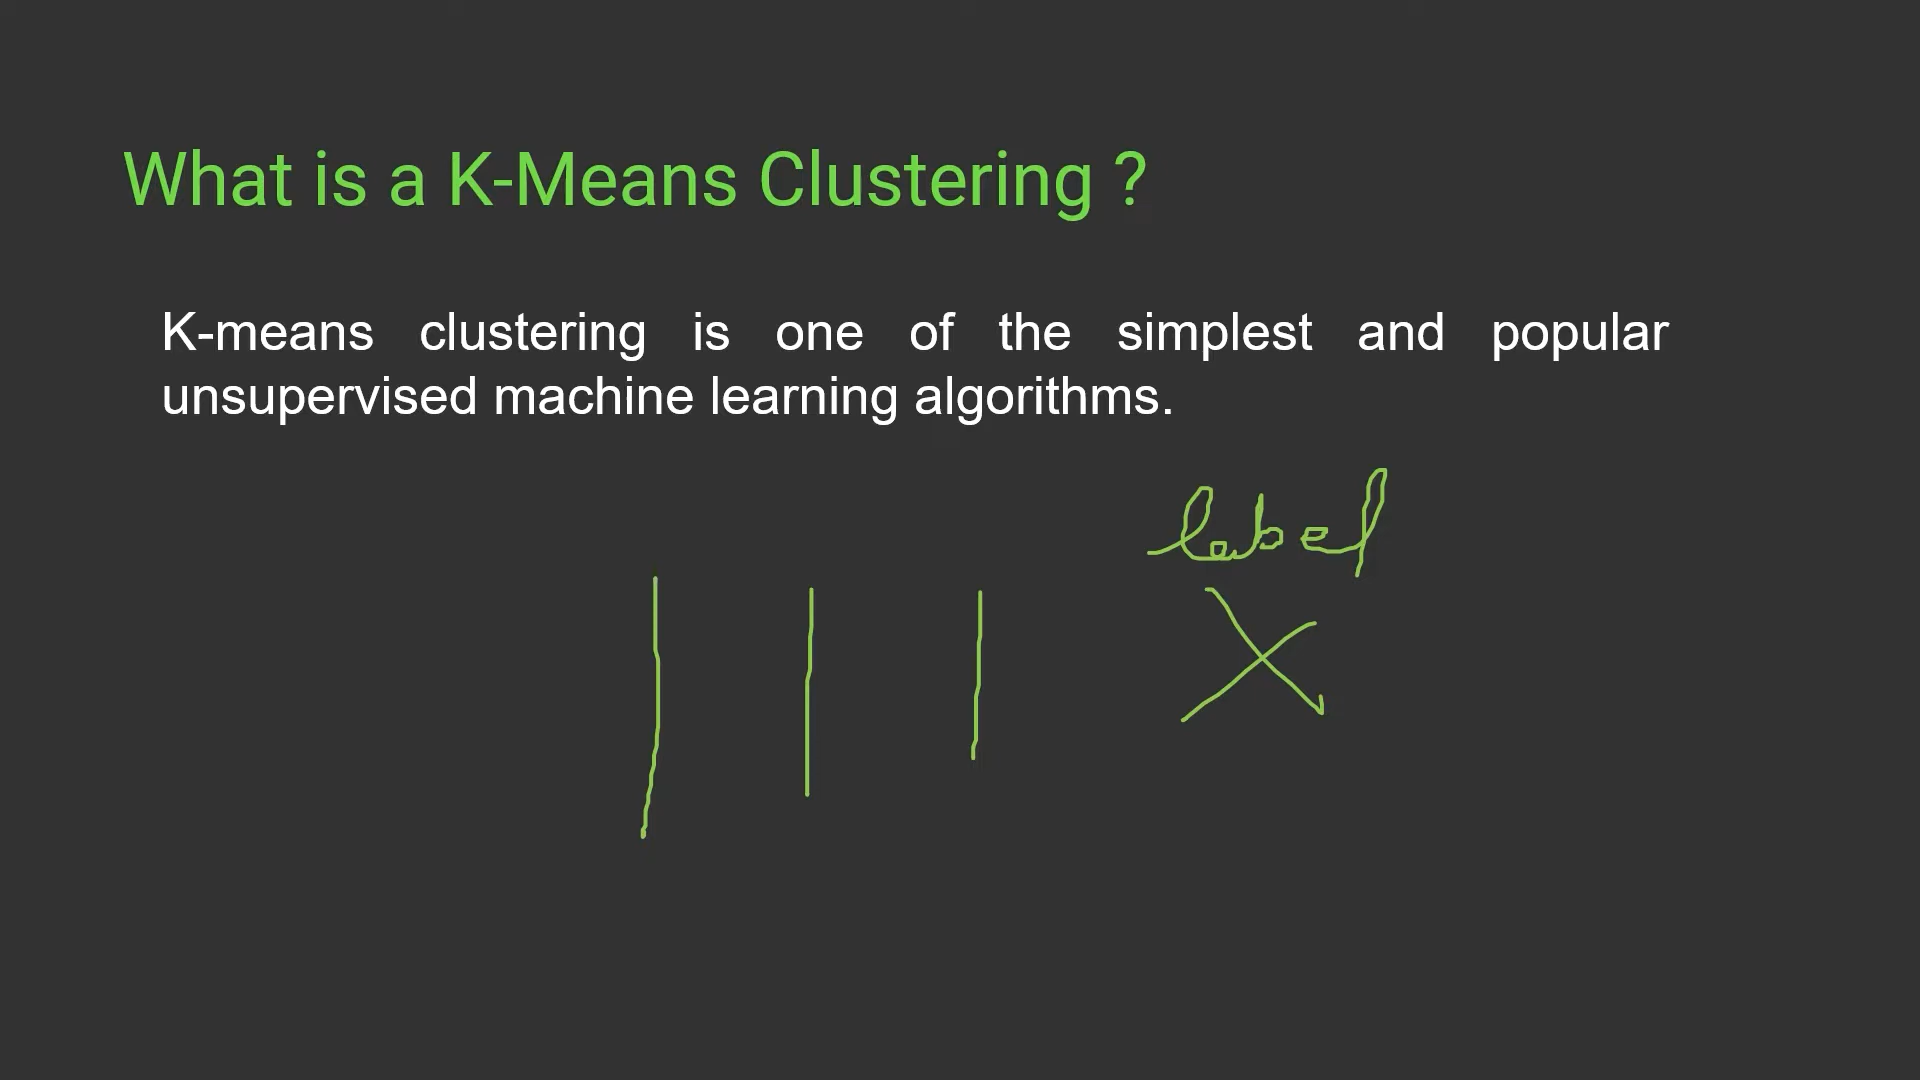 What is a K-Means Clustering ?
K-means clustering is one of the simplest and popular
unsupervised machine learning algorithms.
label